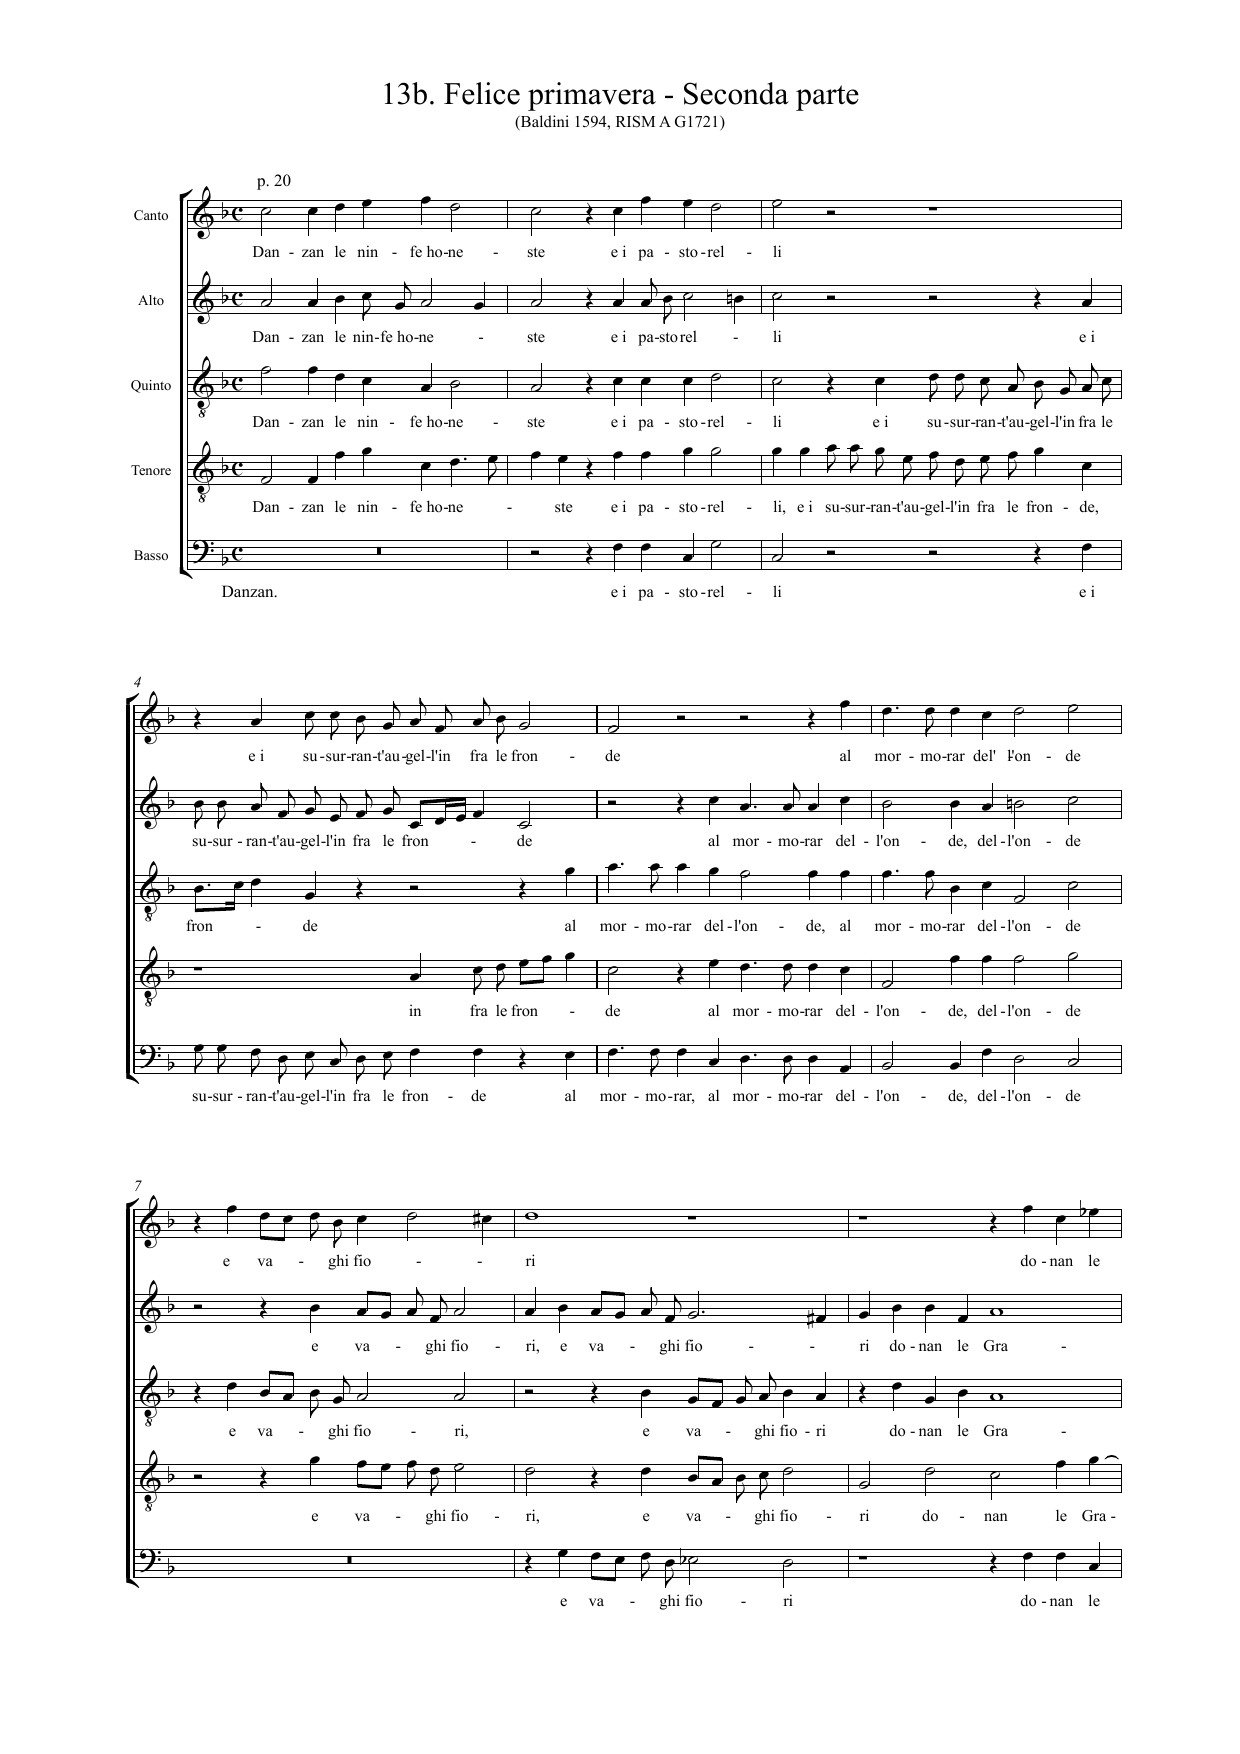 13b. Felice primavera - Seconda parte
(Baldini 1594, RISM A G1721)
p. 20
Canto
Dan - zan le nin - fe ho-ne - ste e i pa - sto-rel - li
Alto
Dan - zan le nin-fe ho-ne - ste e i pa-storel - li e i
Quinto
Dan - zan le nin - fe ho-ne - ste e i pa - sto-rel - li e i su-sur-ran-t'au-gel-l'in fra le
Tenore
Dan - zan le nin - fe ho-ne - ste e i pa - sto-rel - li, e i su-sur-ran-t'au-gel-l'in fra le fron - de,
Basso
Danzan. e i pa - sto-rel - li e i
4
e i su-sur-ran-t'au-gel-l'in fra le fron - de al mor - mo-rar del' l'on - de
su-sur - ran-t'au-gel-l'in fra le fron - de al mor - mo-rar del - l'on - de, del-l'on - de
fron - de al mor - mo-rar del-l'on - de, al mor - mo-rar del-l'on - de
in fra le fron - de al mor - mo-rar del - l'on - de, del-l'on - de
su-sur - ran-t'au-gel-l'in fra le fron - de al mor - mo-rar, al mor - mo-rar del - l'on - de, del-l'on - de
7
e va - ghi fio - - ri do - nan le
e va - ghi fio - ri, e va - ghi fio - - ri do - nan le Gra -
e va - ghi fio - ri, e va - ghi fio - ri do - nan le Gra -
e va - ghi fio - ri, e va - ghi fio - ri do - nan le Gra -
e va - ghi fio - ri do - nan le